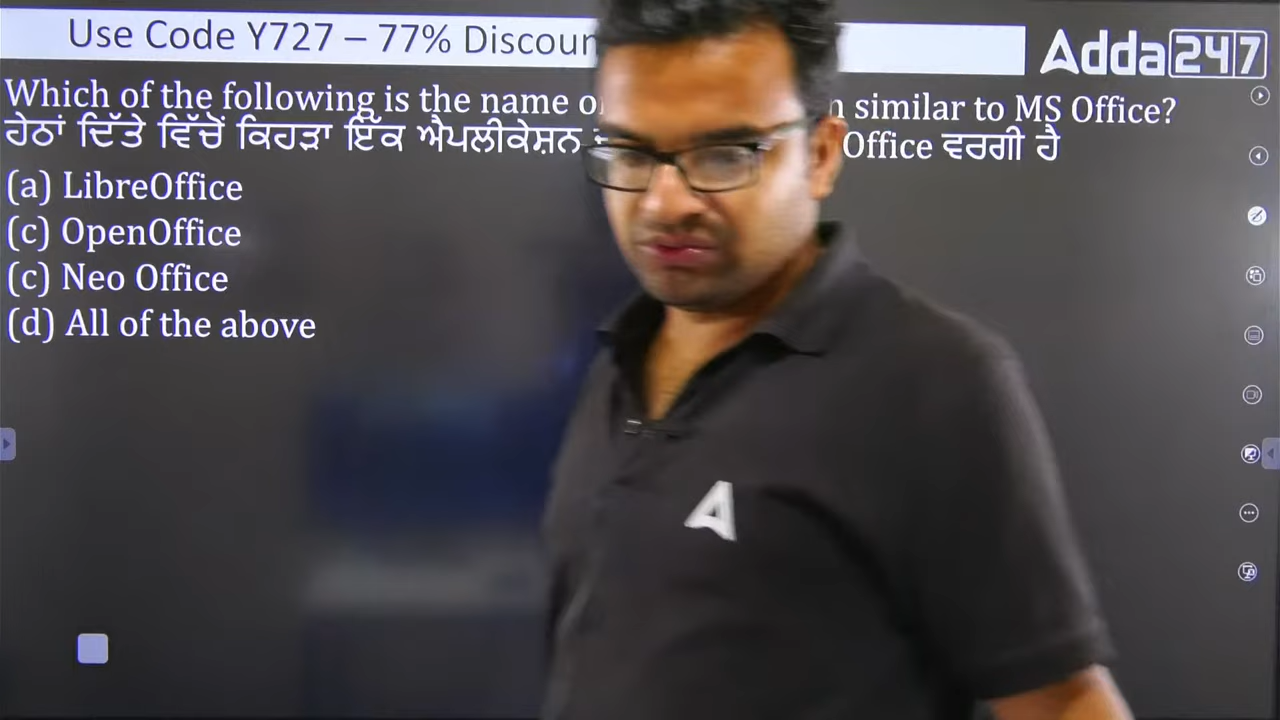 Use Code Y727 – 77% Discoun
Adda247
Which of the following is the name o n similar to MS Office?
ਹੇਠਾਂ ਦਿੱਤੇ ਵਿੱਚੋਂ ਕਿਹੜਾ ਇੱਕ ਐਪਲੀਕੇਸ਼ਨ Office ਵਰਗੀ ਹੈ
(a) LibreOffice
(c) OpenOffice
(c) Neo Office
(d) All of the above